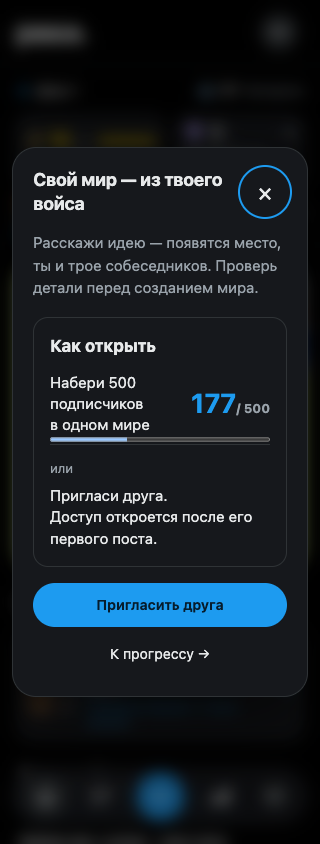 Свой мир — из твоего
войса
×
Расскажи идею — появятся место,
ты и трое собеседников. Проверь
детали перед созданием мира.
Как открыть
Набери 500
подписчиков
в одном мире
177 / 500
или
Пригласи друга.
Доступ откроется после его
первого поста.
Пригласить друга
К прогрессу →